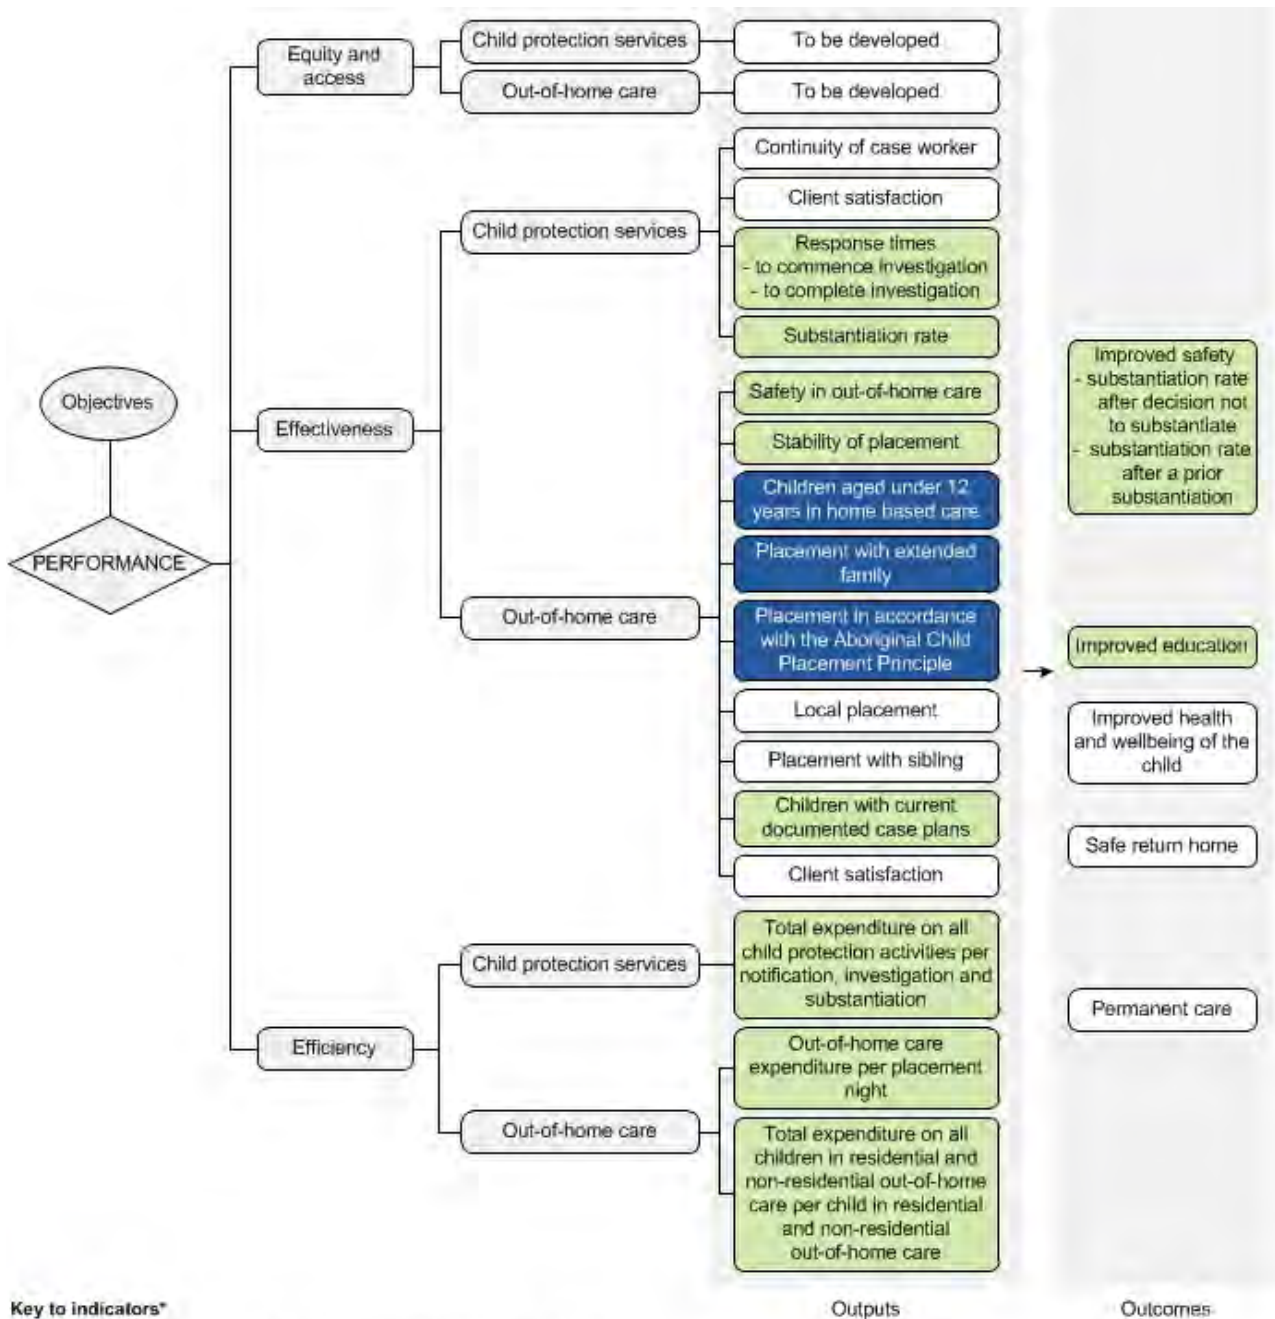 Equity and
access
Child protection services
To be developed
Out-of-home care
To be developed
Objectives
PERFORMANCE
Effectiveness
Child protection services
Continuity of case worker
Client satisfaction
Response times
- to commence investigation
- to complete investigation
Substantiation rate
Out-of-home care
Safety in out-of-home care
Stability of placement
Children aged under 12
years in home based care
Placement with extended
family
Placement in accordance
with the Aboriginal Child
Placement Principle
Local placement
Placement with sibling
Children with current
documented case plans
Client satisfaction
Efficiency
Child protection services
Total expenditure on all
child protection activities per
notification, investigation and
substantiation
Out-of-home care
Out-of-home care
expenditure per placement
night
Total expenditure on all
children in residential and
non-residential out-of-home
care per child in residential
and non-residential
out-of-home care
Improved safety
- substantiation rate
after decision not
to substantiate
- substantiation rate
after a prior
substantiation
Improved education
Improved health
and wellbeing of the
child
Safe return home
Permanent care
Key to indicators*
Outputs
Outcomes